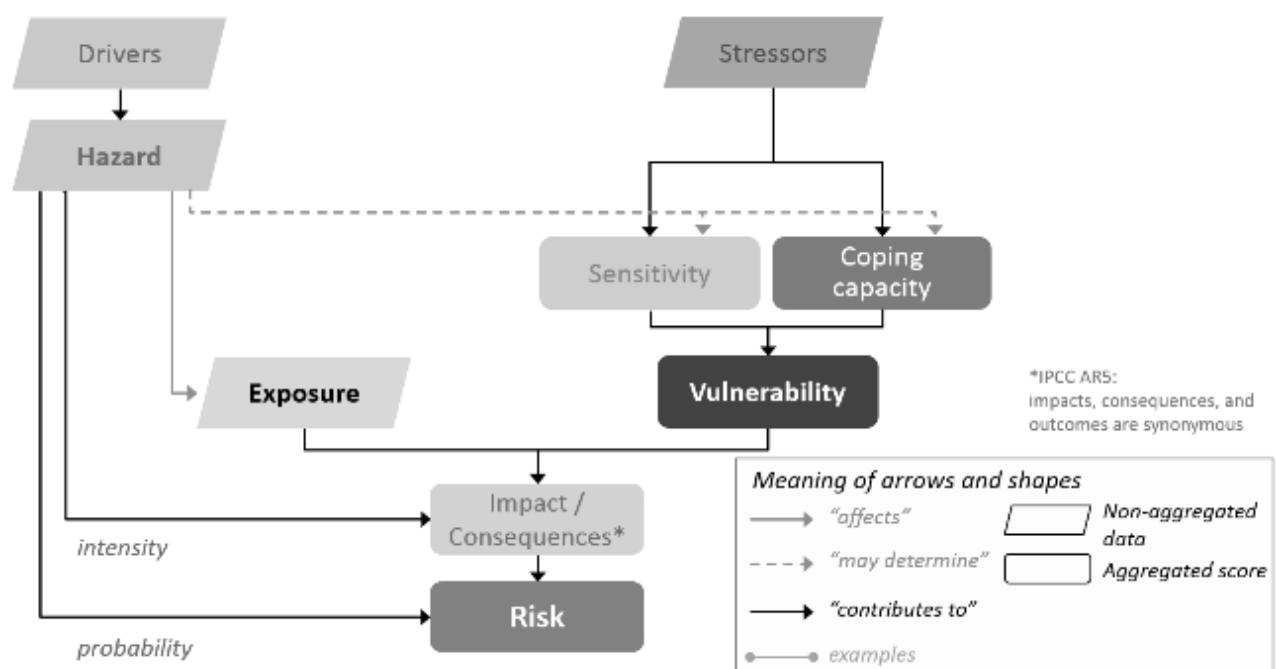 Drivers
Stressors
Hazard
Sensitivity
Coping
capacity
Exposure
Vulnerability
*IPCC AR5:
impacts, consequences, and
outcomes are synonymous
Impact /
Consequences*
intensity
Risk
probability
Meaning of arrows and shapes
"affects"
Non-aggregated
data
"may determine"
Aggregated score
"contributes to"
examples